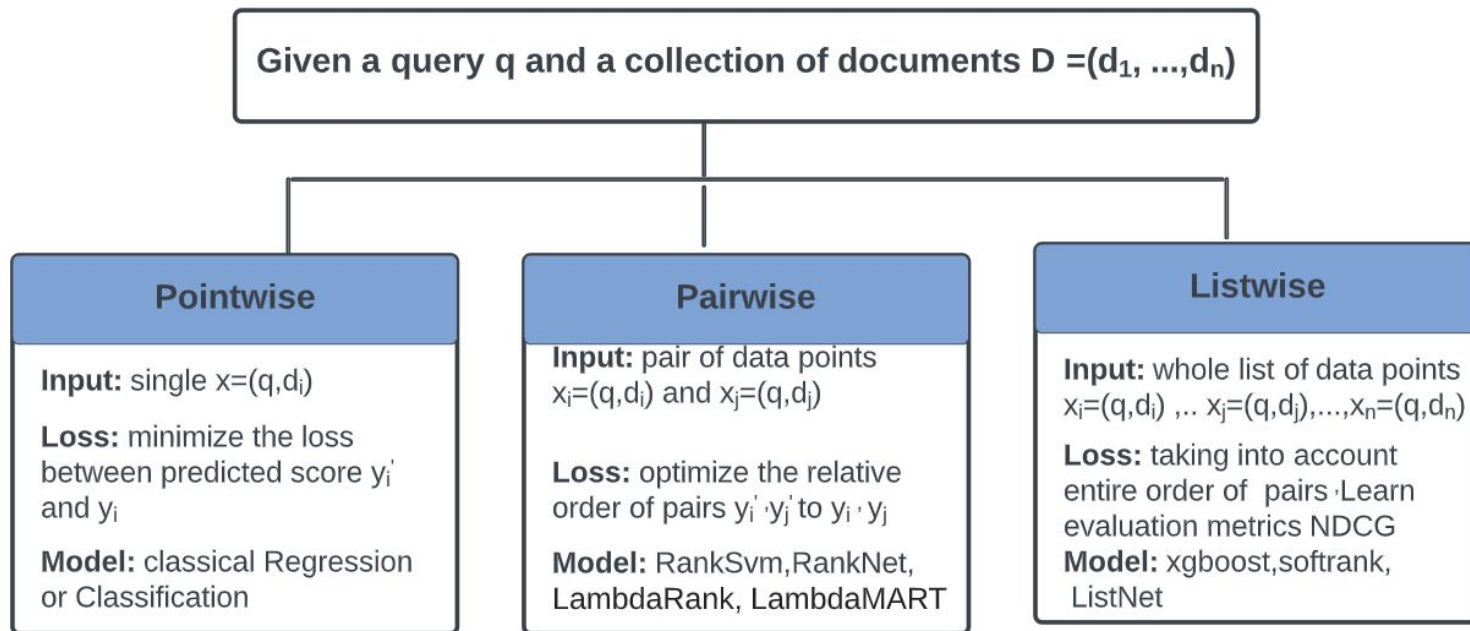 Given a query q and a collection of documents D =(d₁, ...,dₙ)
Pointwise
Input: single x=(q,dᵢ)
Loss: minimize the loss
between predicted score yᵢ'
and yᵢ
Model: classical Regression
or Classification
Pairwise
Input: pair of data points
xᵢ=(q,dᵢ) and xⱼ=(q,dⱼ)
Loss: optimize the relative
order of pairs yᵢ' , yⱼ' to yᵢ , yⱼ
Model: RankSvm,RankNet,
LambdaRank, LambdaMART
Listwise
Input: whole list of data points
xᵢ=(q,dᵢ) ,.. xⱼ=(q,dⱼ),...,xₙ=(q,dₙ)
Loss: taking into account
entire order of pairs ,Learn
evaluation metrics NDCG
Model: xgboost,softrank,
ListNet